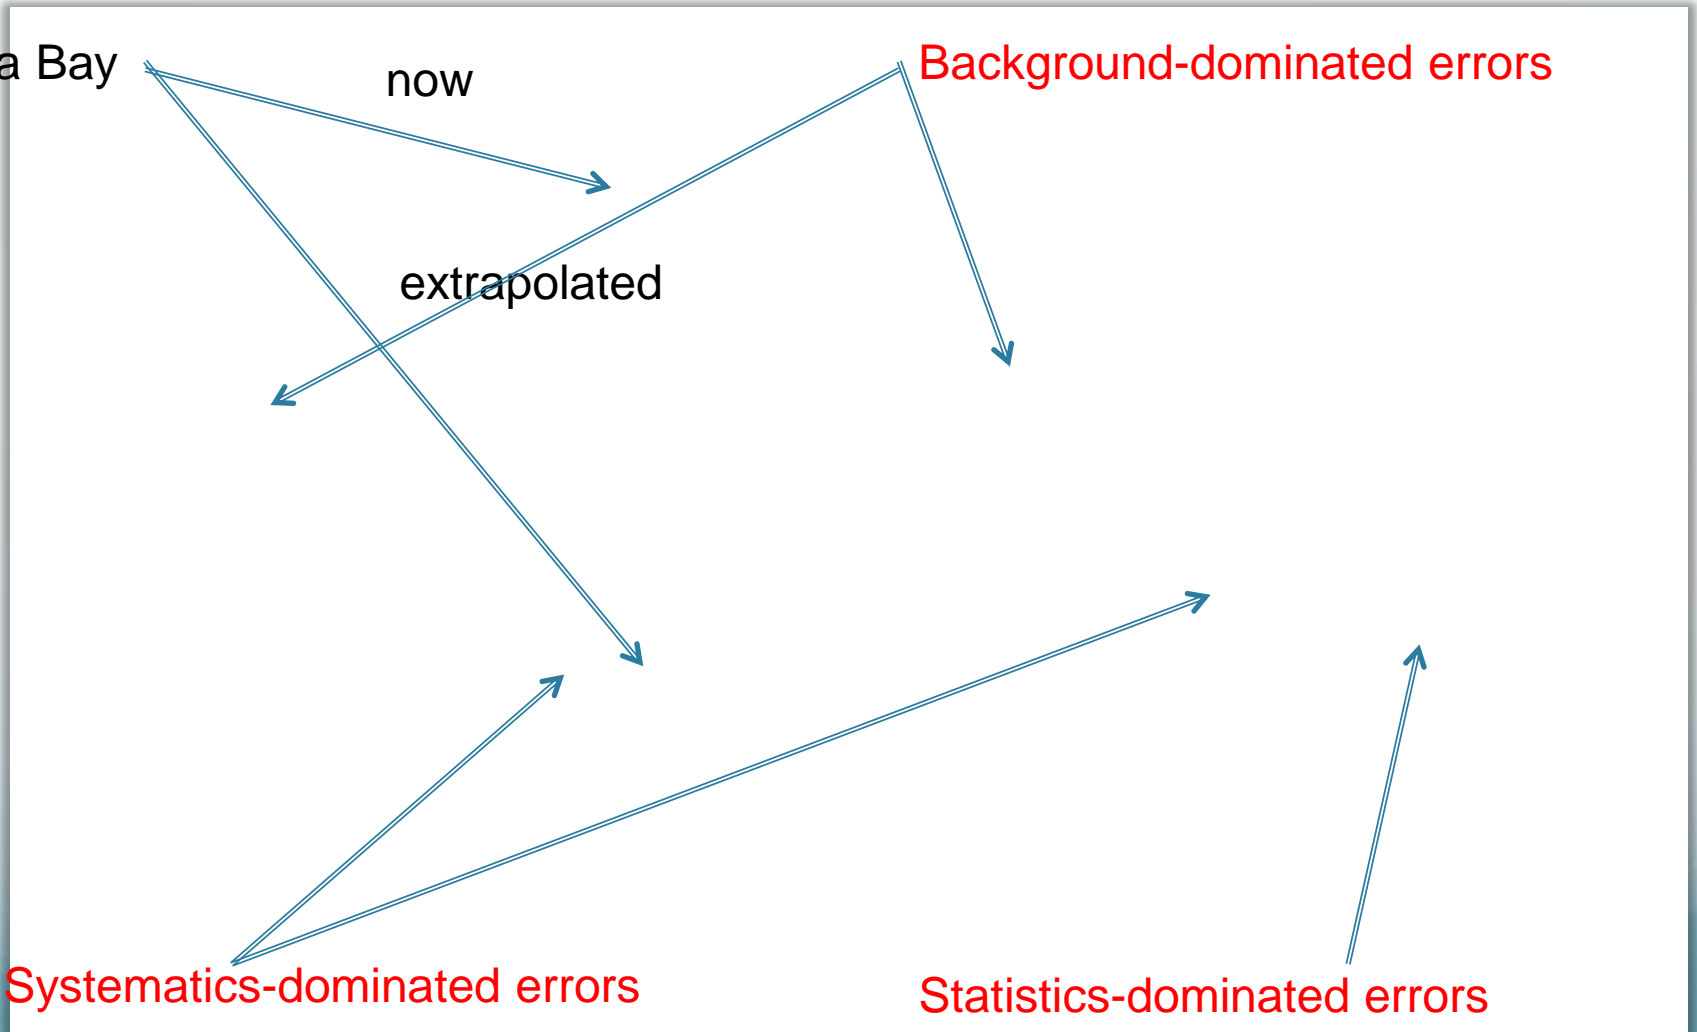 a Bay
now
Background-dominated errors
extrapolated
Systematics-dominated errors
Statistics-dominated errors